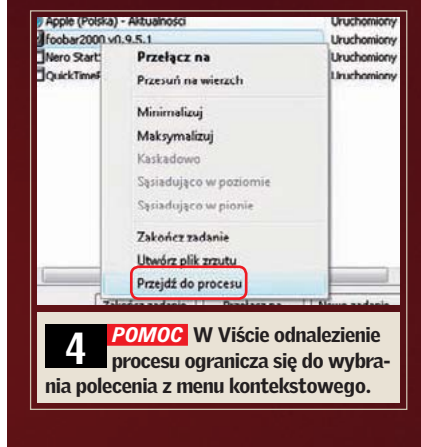 Apple (Polska) - Aktualności Uruchomiony
foobar2000 v0.9.5.1 Uruchomiony
Nero Start Uruchomiony
Przełącz na
QuickTimeP Uruchomiony
Przesuń na wierzch
Minimalizuj
Maksymalizuj
Kaskadowo
Sąsiadująco w poziomie
Sąsiadująco w pionie
Zakończ zadanie
Utwórz plik zrzutu
Przejdź do procesu
4 POMOC W Viście odnalezienie
procesu ogranicza się do wybra-
nia polecenia z menu kontekstowego.